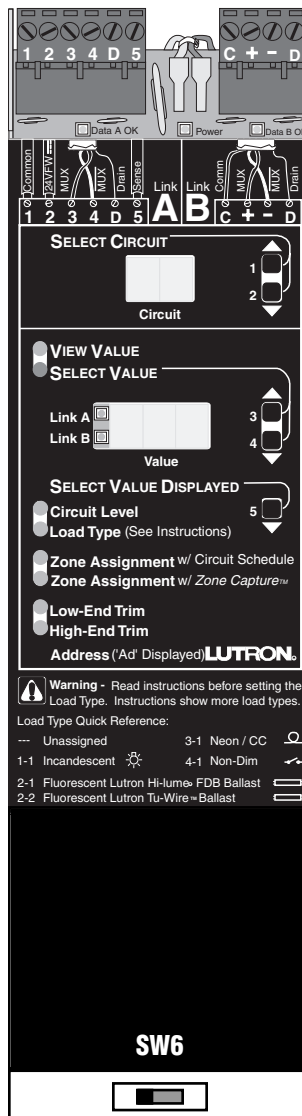 1 2 3 4 D 5
C + - D
Data A OK
Power
Data B O
Common
24VFW
MUX
MUX
Drain
Sense
Link A
Link B
Comm
MUX
MUX
Drain
1 2 3 4 D 5
C + - D
SELECT CIRCUIT
1
2
Circuit
VIEW VALUE
SELECT VALUE
Link A
Link B
3
4
Value
SELECT VALUE DISPLAYED
Circuit Level
5
Load Type (See Instructions)
Zone Assignment w/ Circuit Schedule
Zone Assignment w/ Zone Capture™
Low-End Trim
High-End Trim
Address ('Ad' Displayed) LUTRON®
Warning - Read instructions before setting the
Load Type. Instructions show more load types.
Load Type Quick Reference:
--- Unassigned 3-1 Neon / CC
1-1 Incandescent 4-1 Non-Dim
2-1 Fluorescent Lutron Hi-lume® FDB Ballast
2-2 Fluorescent Lutron Tu-Wire™ Ballast
SW6